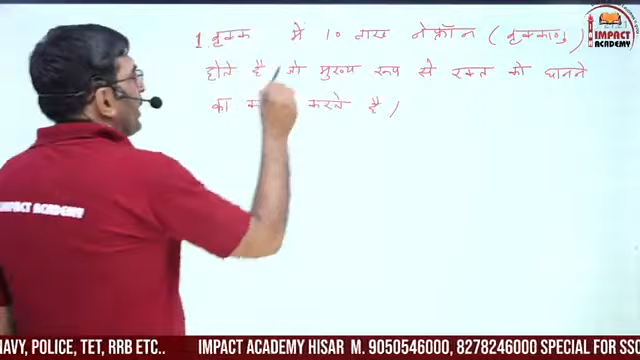 1. वृक्क में 10 लाख नेफ्रॉन ( वृक्काणु )
होते है जो मुख्य रूप से रक्त को छानने
का करते है /
IMPACT
ACADEMY
IMPACT ACADEMY
NAVY, POLICE, TET, RRB ETC.. IMPACT ACADEMY HISAR M. 9050546000, 8278246000 SPECIAL FOR SSC